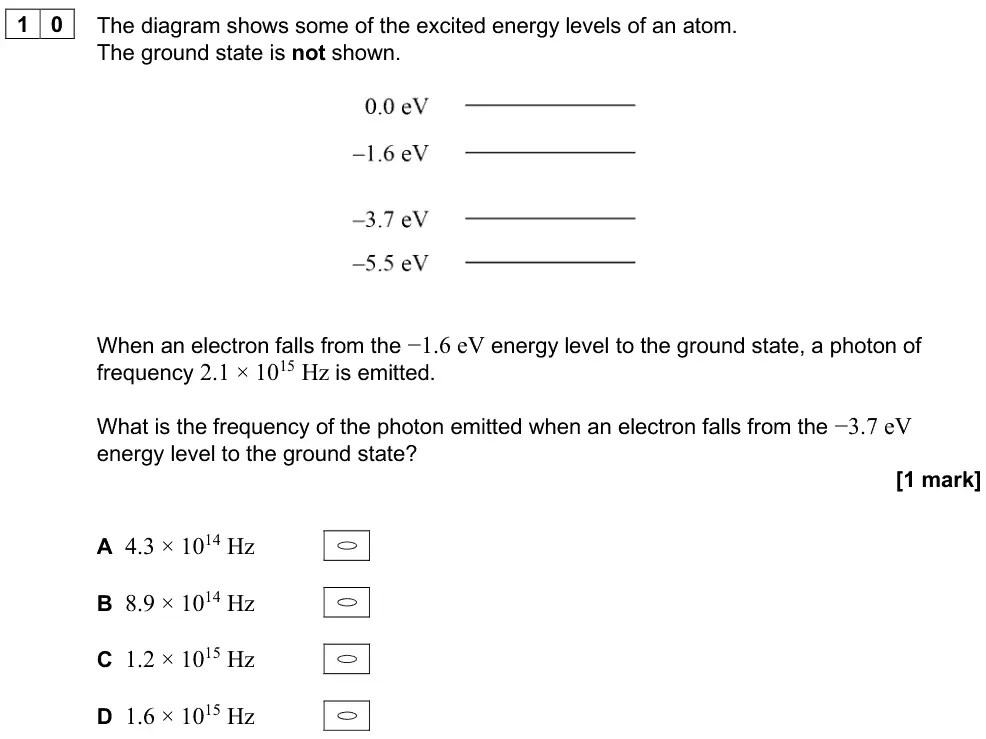 1 0 The diagram shows some of the excited energy levels of an atom.
The ground state is not shown.
0.0 eV
−1.6 eV
−3.7 eV
−5.5 eV
When an electron falls from the −1.6 eV energy level to the ground state, a photon of
frequency 2.1 × 10¹⁵ Hz is emitted.
What is the frequency of the photon emitted when an electron falls from the −3.7 eV
energy level to the ground state?
[1 mark]
A 4.3 × 10¹⁴ Hz
B 8.9 × 10¹⁴ Hz
C 1.2 × 10¹⁵ Hz
D 1.6 × 10¹⁵ Hz